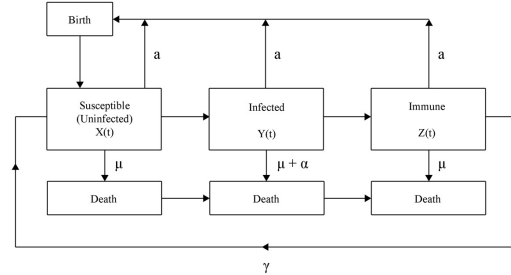 Birth
a
a
a
Susceptible
(Uninfected)
X(t)
Infected
Y(t)
Immune
Z(t)
μ
μ + α
μ
Death
Death
Death
γ